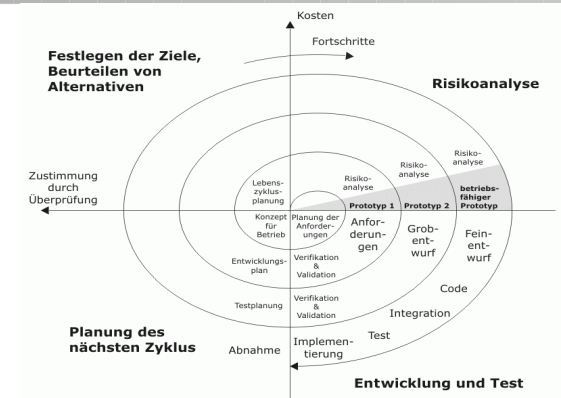 Kosten
Fortschritte
Festlegen der Ziele,
Beurteilen von
Alternativen
Risikoanalyse
Zustimmung
durch
Überprüfung
Lebens-
zyklus-
planung
Risiko-
analyse
Risiko-
analyse
Risiko-
analyse
Prototyp 1
Prototyp 2
betriebs-
fähiger
Prototyp
Konzept
für
Betrieb
Planung der
Anforder-
ungen
Anfor-
derun-
gen
Grob-
ent-
wurf
Fein-
ent-
wurf
Entwicklungs-
plan
Verifikation
&
Validation
Testplanung
Verifikation
&
Validation
Code
Integration
Test
Implemen-
tierung
Abnahme
Planung des
nächsten Zyklus
Entwicklung und Test